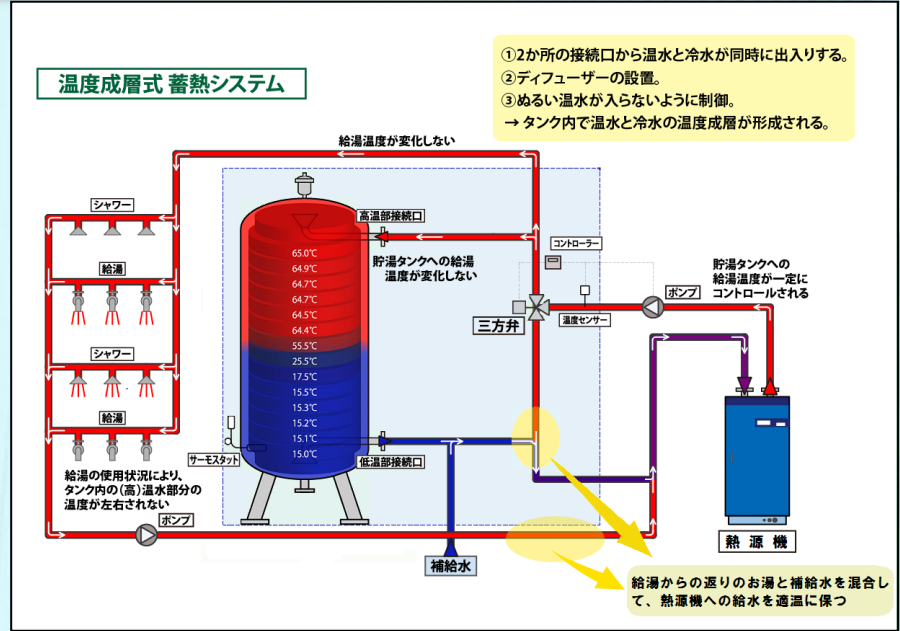 ①2か所の接続口から温水と冷水が同時に出入りする。
②ディフューザーの設置。
③ぬるい温水が入らないように制御。
→ タンク内で温水と冷水の温度成層が形成される。
温度成層式 蓄熱システム
給湯温度が変化しない
シャワー
高温部接続口
コントローラー
貯湯タンクへの給湯
温度が変化しない
貯湯タンクへの
給湯温度が一定に
コントロールされる
給湯
ポンプ
三方弁
温度センサー
65.0℃
64.9℃
64.7℃
64.7℃
64.5℃
64.4℃
55.5℃
25.5℃
17.5℃
15.5℃
15.3℃
15.2℃
15.1℃
15.0℃
シャワー
給湯
サーモスタット
低温部接続口
給湯の使用状況により、
タンク内の(高)温水部分の
温度が左右されない
ポンプ
補給水
熱源機
給湯からの返りのお湯と補給水を混合し
て、熱源機への給水を適温に保つ